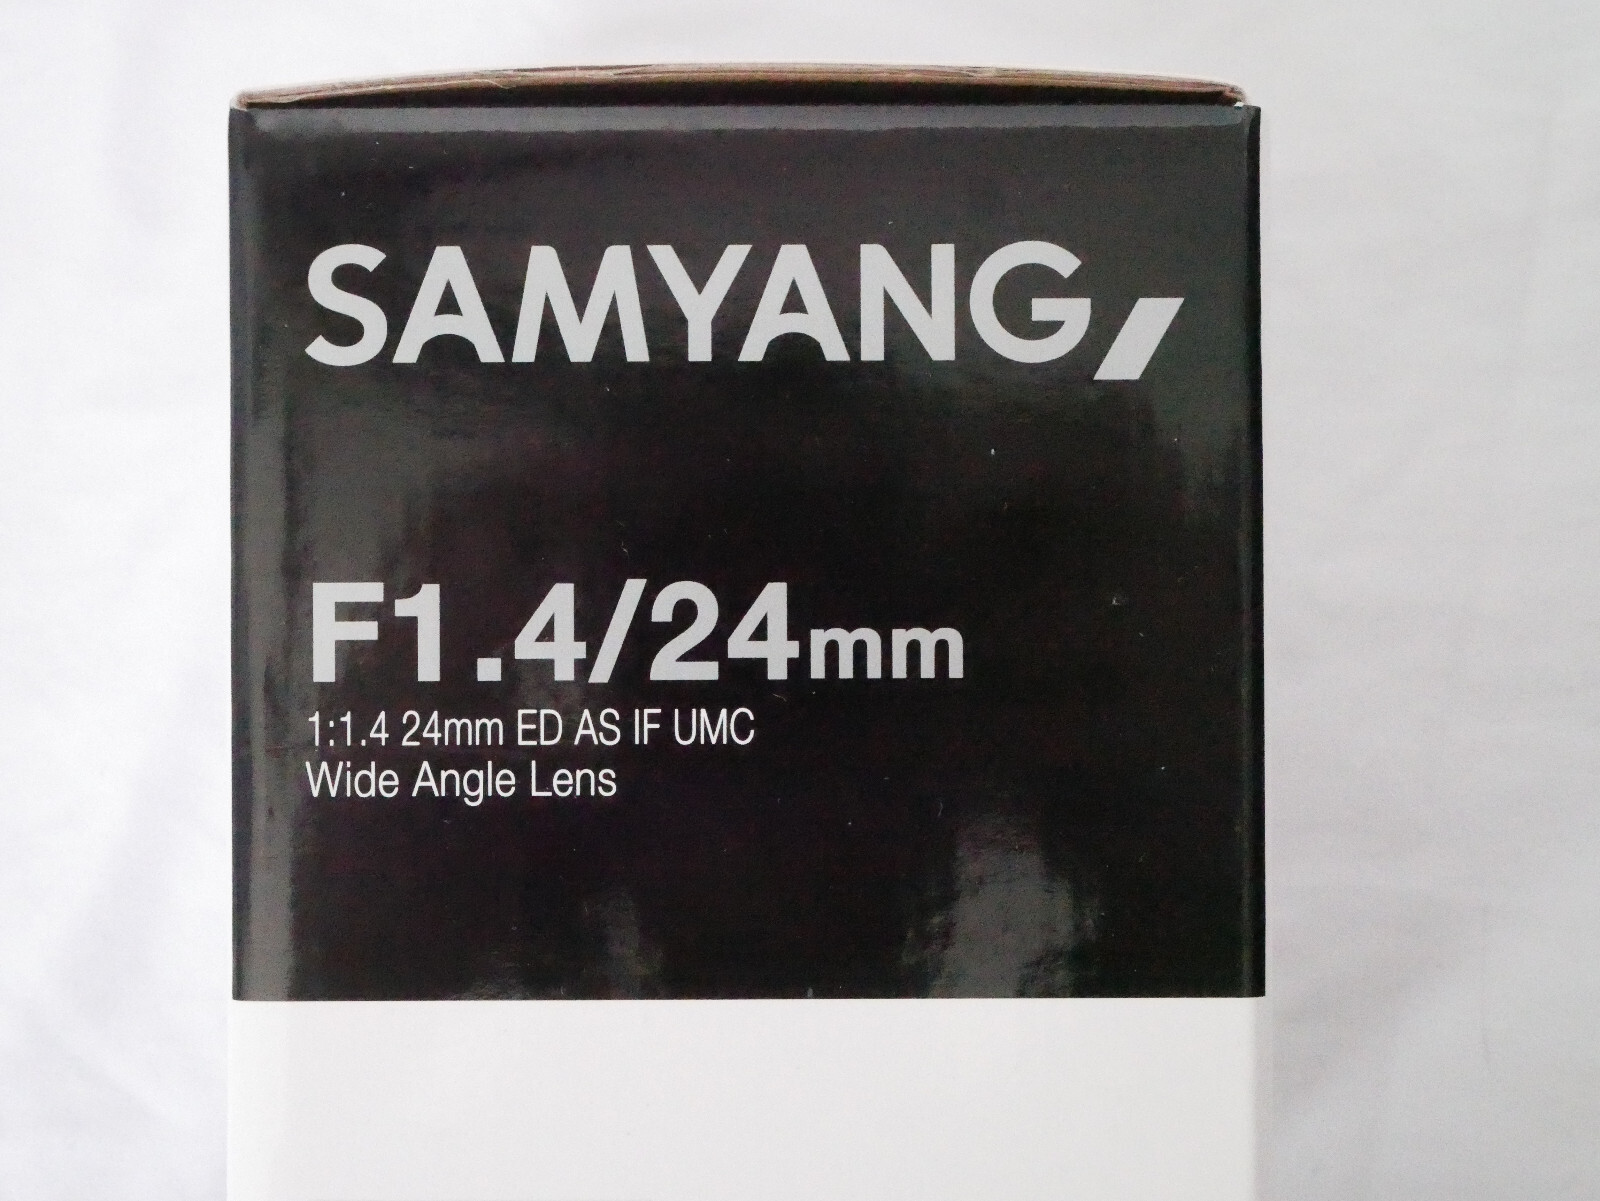 SAMYANG
F1.4/24mm
1:1.4 24mm ED AS IF UMC
Wide Angle Lens